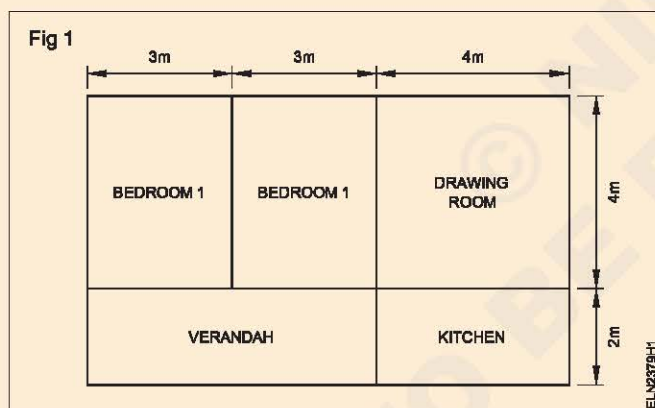 Fig 1
3m
3m
4m
BEDROOM 1
BEDROOM 1
DRAWING
ROOM
4m
VERANDAH
KITCHEN
2m
ELN2379H1
©